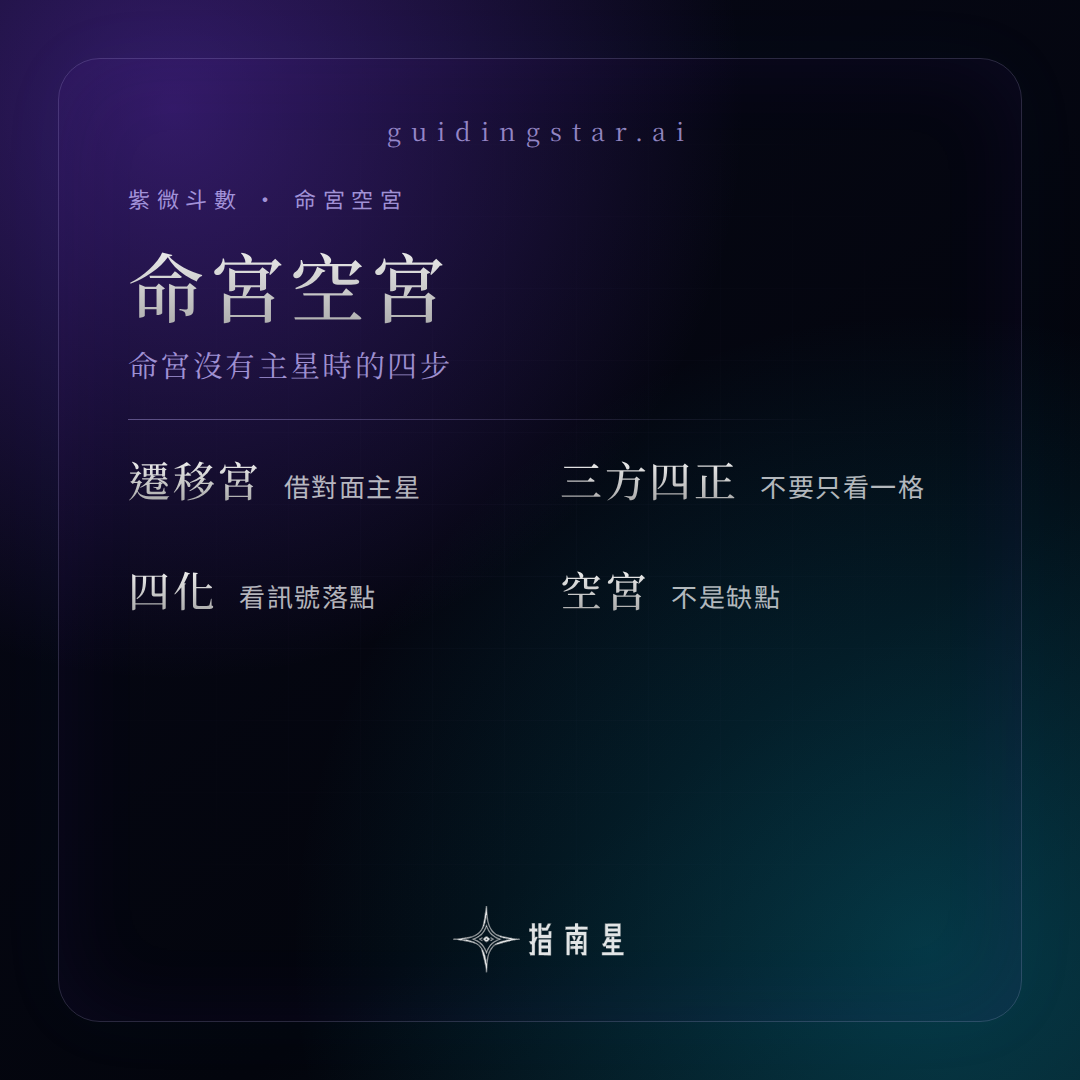 guidingstar.ai
紫微斗數 · 命宮空宮
命宮空宮
命宮沒有主星時的四步
遷移宮 借對面主星
三方四正 不要只看一格
四化 看訊號落點
空宮 不是缺點
指南星